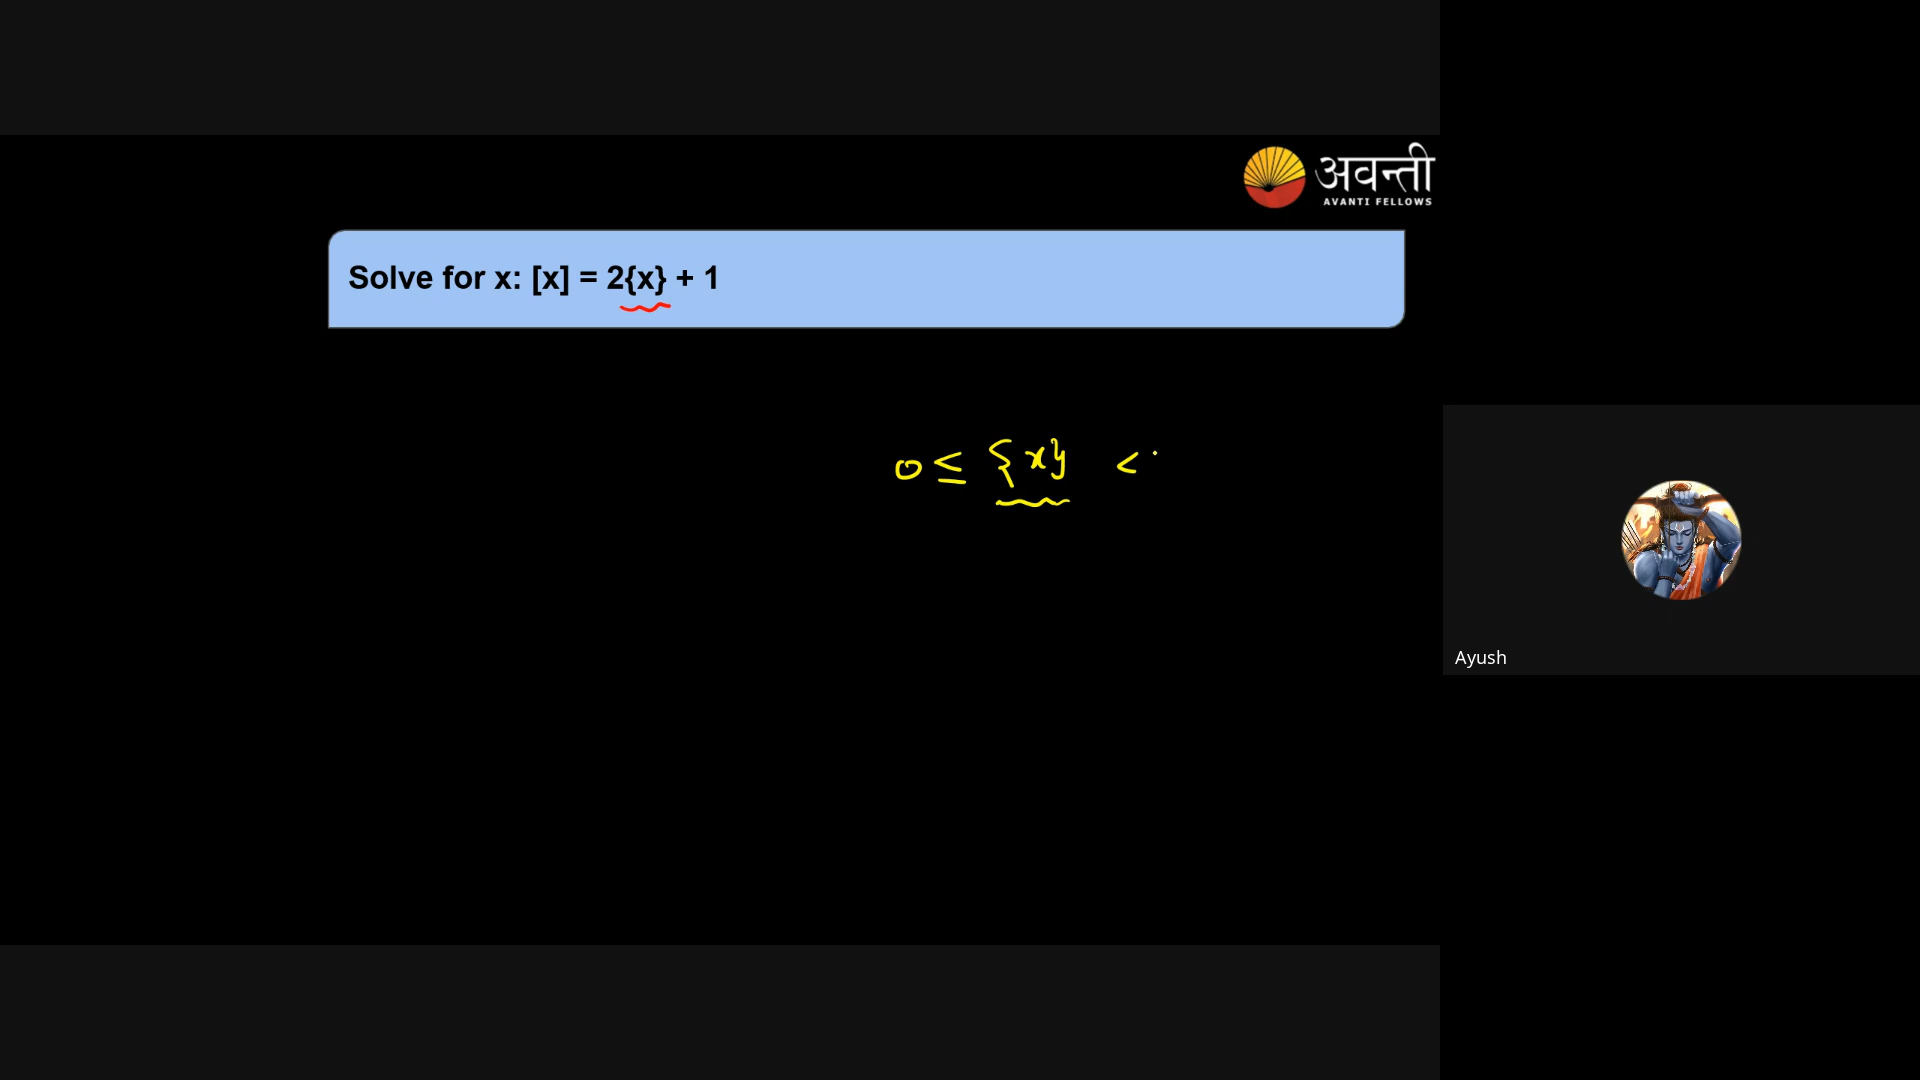 अवन्ती
AVANTI FELLOWS
Solve for x: [x] = 2{x} + 1
0 ≤ {x} <
Ayush